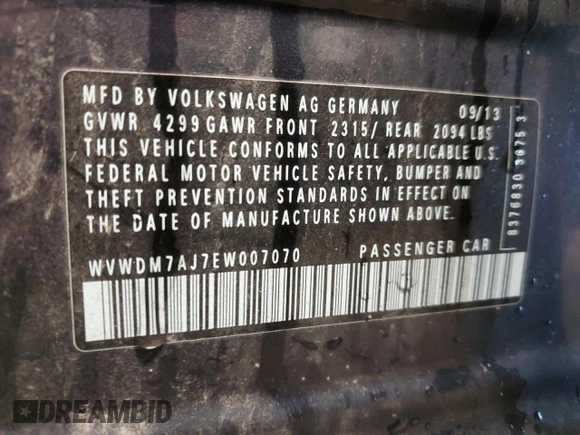 MFD BY VOLKSWAGEN AG GERMANY 09/13
GVWR 4299 GAWR FRONT 2315/ REAR 2094 LBS
THIS VEHICLE CONFORMS TO ALL APPLICABLE U.S.
FEDERAL MOTOR VEHICLE SAFETY, BUMPER AND
THEFT PREVENTION STANDARDS IN EFFECT ON
THE DATE OF MANUFACTURE SHOWN ABOVE.
WVWDM7AJ7EW007070 PASSENGER CAR
8376830 3
DREAMBID